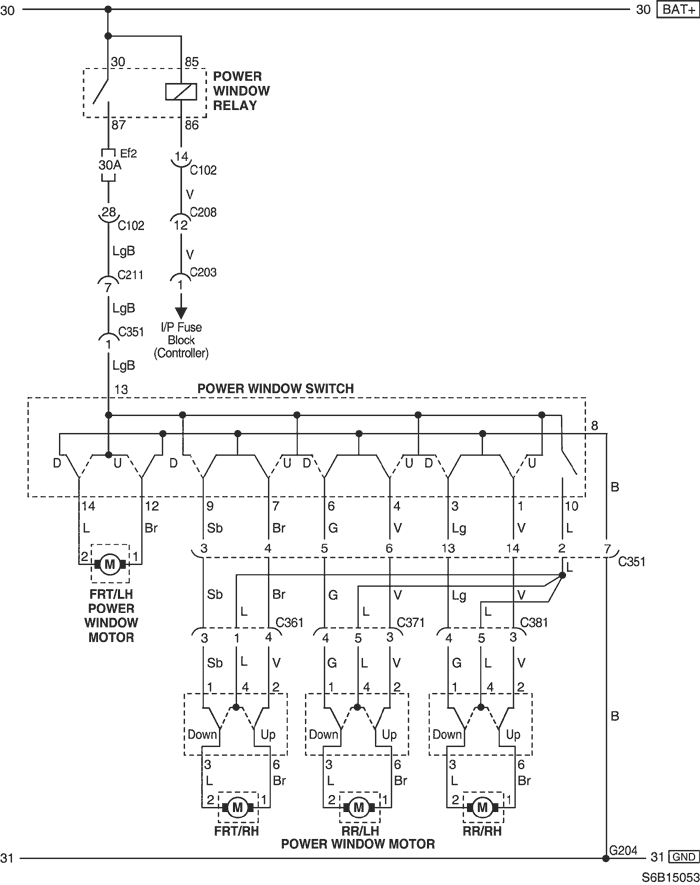 30 30 BAT+
30 85
POWER
WINDOW
RELAY
87 86
Ef2
30A
14
C102
V
28
C102
C208
12
LgB
V
C211
7
C203
1
LgB
I/P Fuse
Block
(Controller)
C351
1
LgB
13
POWER WINDOW SWITCH
8
D U D U D U D U
14 12 9 7 6 4 3 1 10
B
L Br Sb Br G V Lg V L
3 4 5 6 13 14 2 7
C351
2 M 1
L
FRT/LH
POWER
WINDOW
MOTOR
Sb Br G V Lg V
L L L
C361 C371 C381
3 1 4 4 5 3 4 5 3
Sb L V G L V G L V
1 4 2 1 4 2 1 4 2
B
Down Up Down Up Down Up
3 6 3 6 3 6
L Br L Br L Br
2 M 1 2 M 1 2 M 1
FRT/RH RR/LH RR/RH
POWER WINDOW MOTOR
G204
31 31 GND
S6B15053